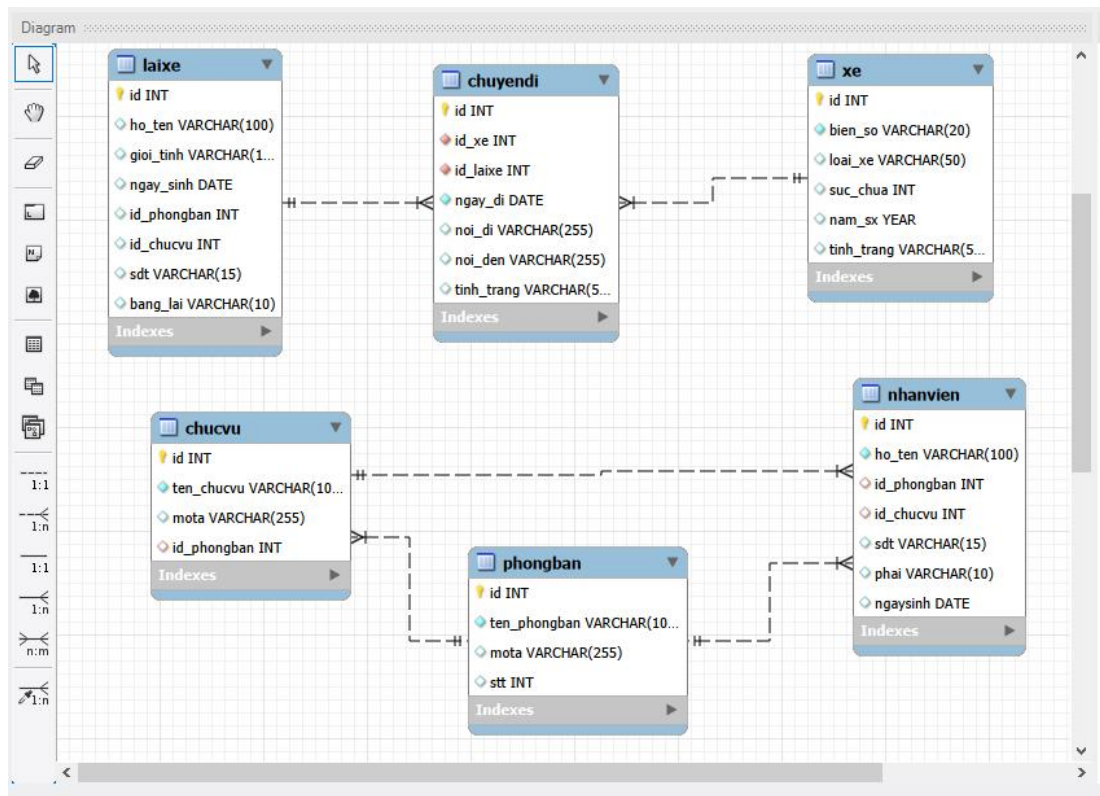 Diagram
laixe
id INT
ho_ten VARCHAR(100)
gioi_tinh VARCHAR(1...
ngay_sinh DATE
id_phongban INT
id_chucvu INT
sdt VARCHAR(15)
bang_lai VARCHAR(10)
Indexes
chuyendi
id INT
id_xe INT
id_laixe INT
ngay_di DATE
noi_di VARCHAR(255)
noi_den VARCHAR(255)
tinh_trang VARCHAR(5...
Indexes
xe
id INT
bien_so VARCHAR(20)
loai_xe VARCHAR(50)
suc_chua INT
nam_sx YEAR
tinh_trang VARCHAR(5...
Indexes
chucvu
id INT
ten_chucvu VARCHAR(10...
mota VARCHAR(255)
id_phongban INT
Indexes
phongban
id INT
ten_phongban VARCHAR(10...
mota VARCHAR(255)
stt INT
Indexes
nhanvien
id INT
ho_ten VARCHAR(100)
id_phongban INT
id_chucvu INT
sdt VARCHAR(15)
phai VARCHAR(10)
ngaysinh DATE
Indexes
1:1
1:n
1:1
1:n
n:m
1:n